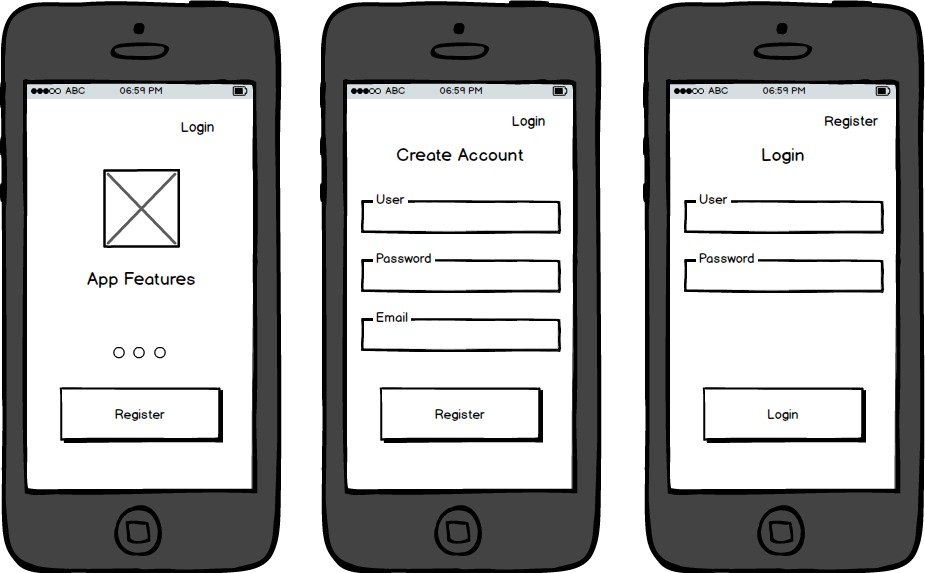 ABC 06:59 PM
Login
App Features
Register
ABC 06:59 PM
Login
Create Account
User
Password
Email
Register
ABC 06:59 PM
Register
Login
User
Password
Login